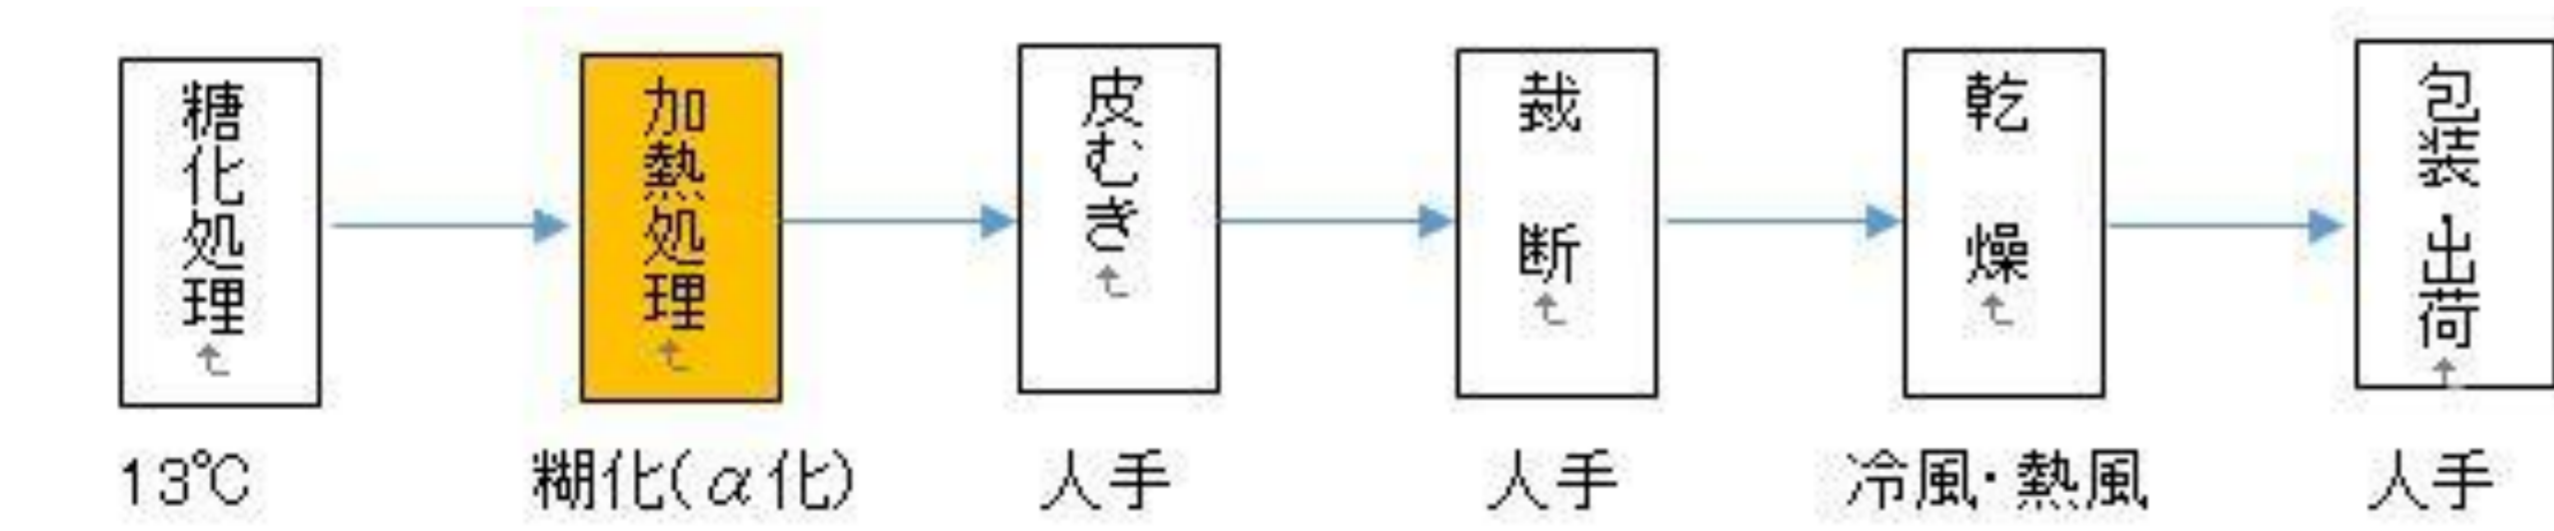 糖化処理
加熱処理
皮むき
裁 断
乾 燥
包装 出荷
13℃
糊化(α化)
人手
人手
冷風・熱風
人手